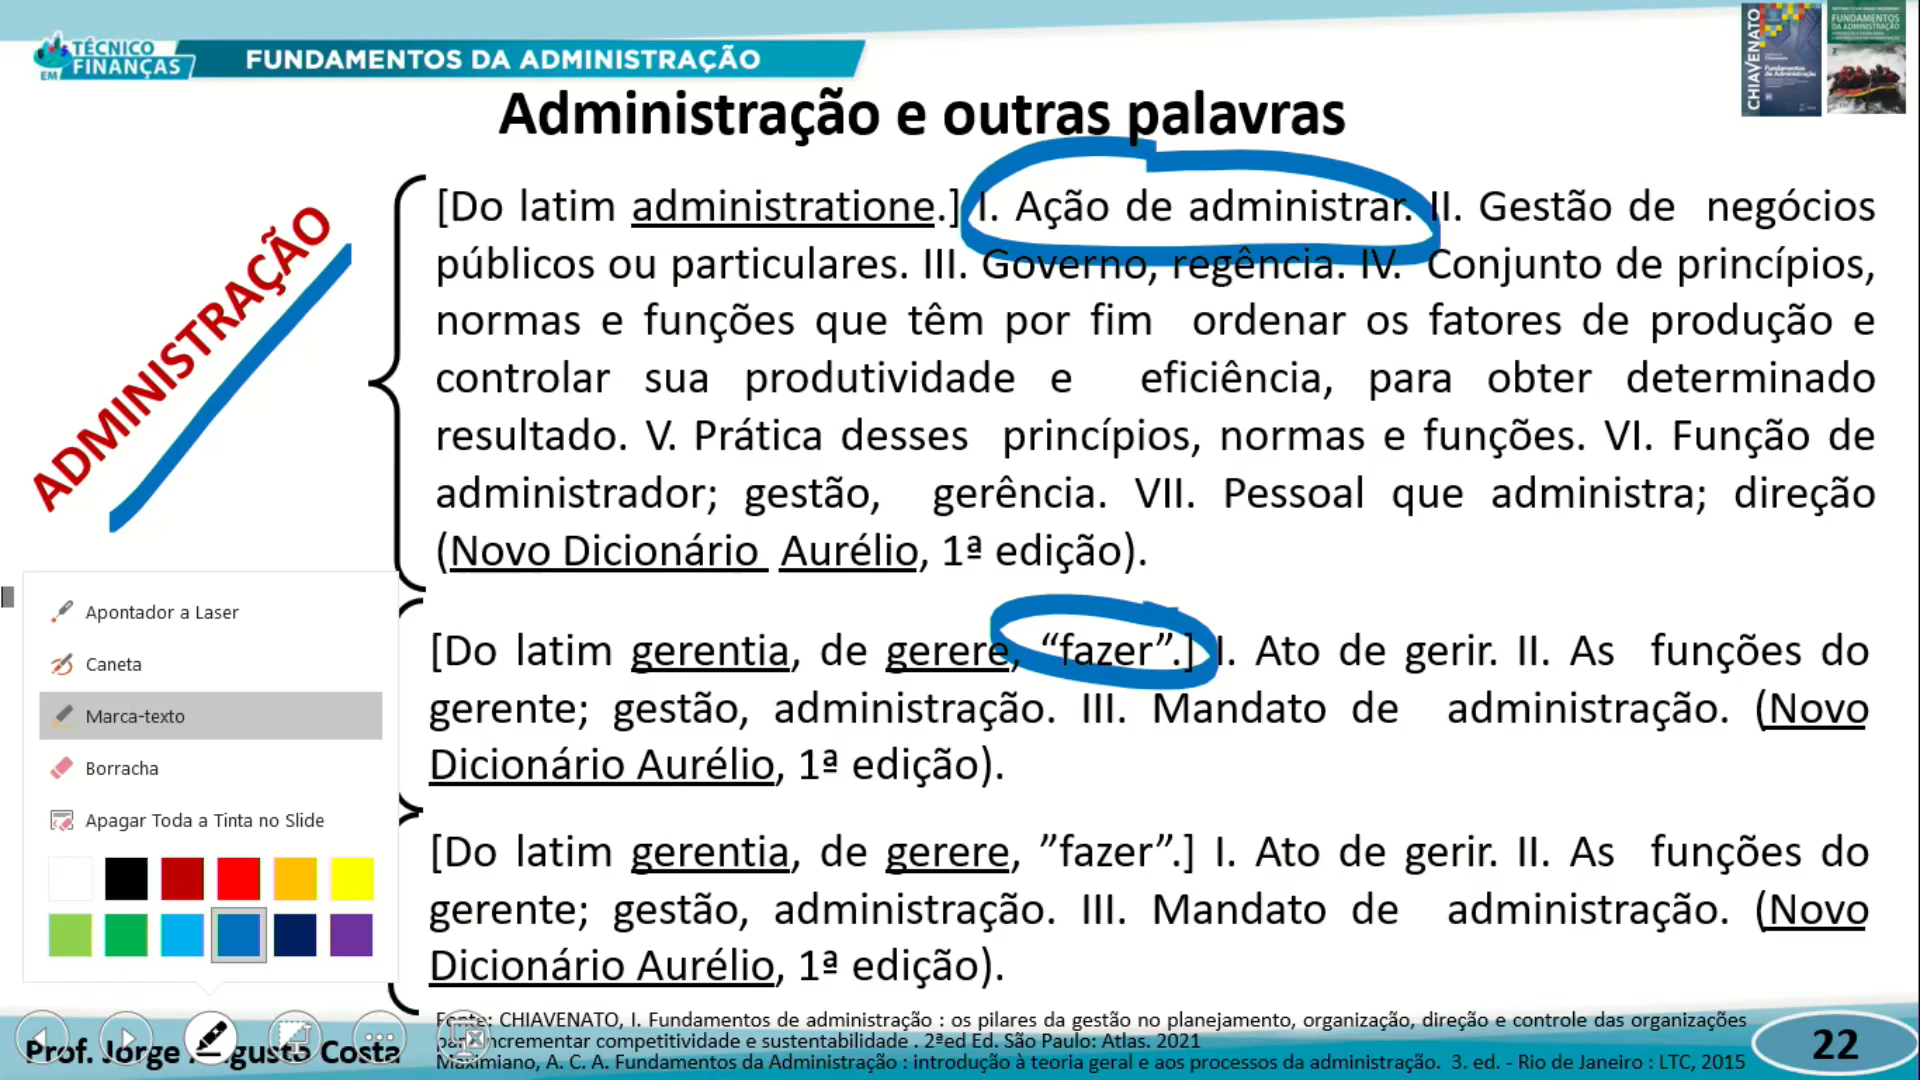 TÉCNICO
EM FINANÇAS
FUNDAMENTOS DA ADMINISTRAÇÃO
CHIAVENATO
Fundamentos
de Administração
FUNDAMENTOS
DA ADMINISTRAÇÃO
Administração e outras palavras
ADMINISTRAÇÃO
[Do latim administratione.] I. Ação de administrar. II. Gestão de negócios
públicos ou particulares. III. Governo, regência. IV. Conjunto de princípios,
normas e funções que têm por fim ordenar os fatores de produção e
controlar sua produtividade e eficiência, para obter determinado
resultado. V. Prática desses princípios, normas e funções. VI. Função de
administrador; gestão, gerência. VII. Pessoal que administra; direção
(Novo Dicionário Aurélio, 1ª edição).
[Do latim gerentia, de gerere, “fazer”.] I. Ato de gerir. II. As funções do
gerente; gestão, administração. III. Mandato de administração. (Novo
Dicionário Aurélio, 1ª edição).
[Do latim gerentia, de gerere, ”fazer”.] I. Ato de gerir. II. As funções do
gerente; gestão, administração. III. Mandato de administração. (Novo
Dicionário Aurélio, 1ª edição).
Apontador a Laser
Caneta
Marca-texto
Borracha
Apagar Toda a Tinta no Slide
Prof. Jorge Augusto Costa
Fonte: CHIAVENATO, I. Fundamentos de administração : os pilares da gestão no planejamento, organização, direção e controle das organizações
para incrementar competitividade e sustentabilidade . 2ªed Ed. São Paulo: Atlas. 2021
Maximiano, A. C. A. Fundamentos da Administração : introdução à teoria geral e aos processos da administração. 3. ed. - Rio de Janeiro : LTC, 2015
22